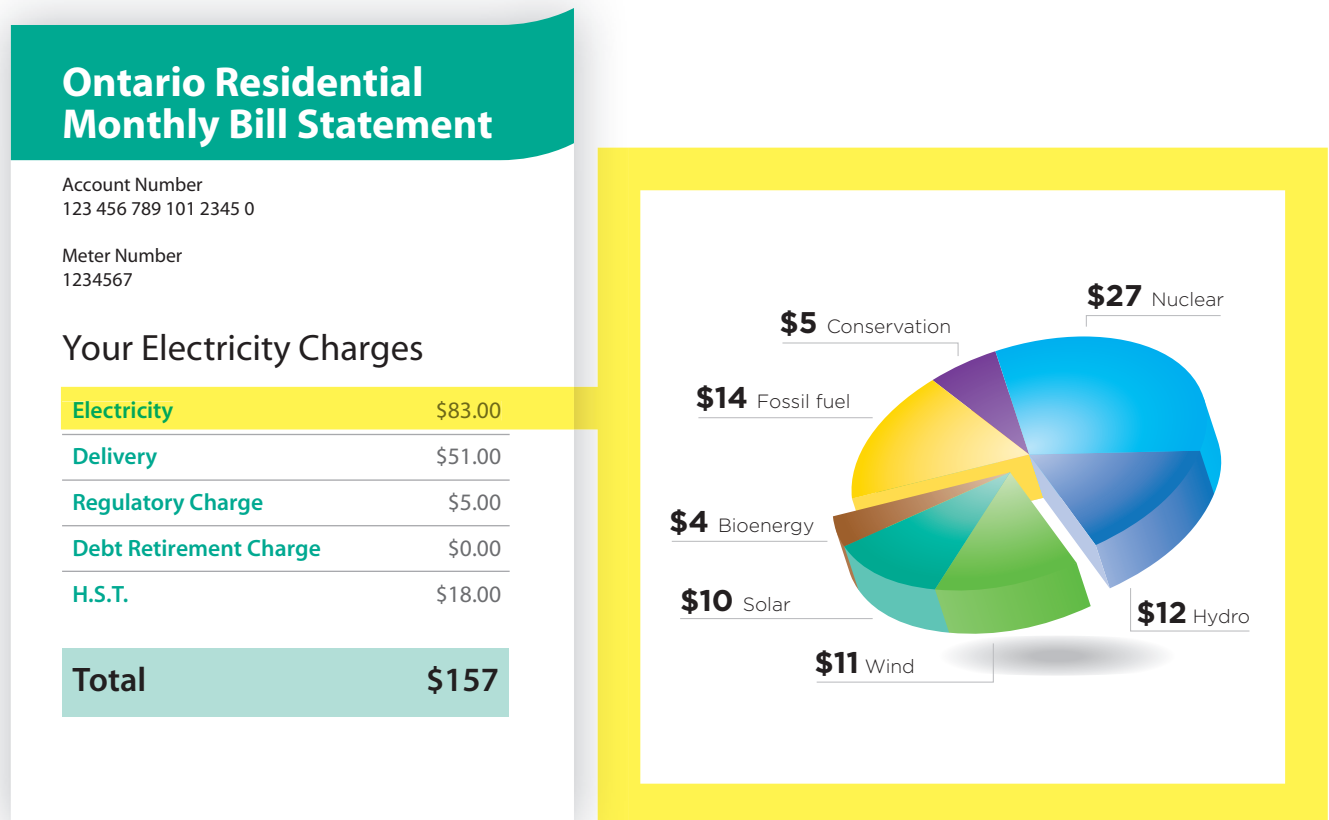 Ontario Residential
Monthly Bill Statement
Account Number
123 456 789 101 2345 0
Meter Number
1234567
Your Electricity Charges
Electricity $83.00
Delivery $51.00
Regulatory Charge $5.00
Debt Retirement Charge $0.00
H.S.T. $18.00
Total $157
$27 Nuclear
$5 Conservation
$14 Fossil fuel
$4 Bioenergy
$10 Solar
$12 Hydro
$11 Wind